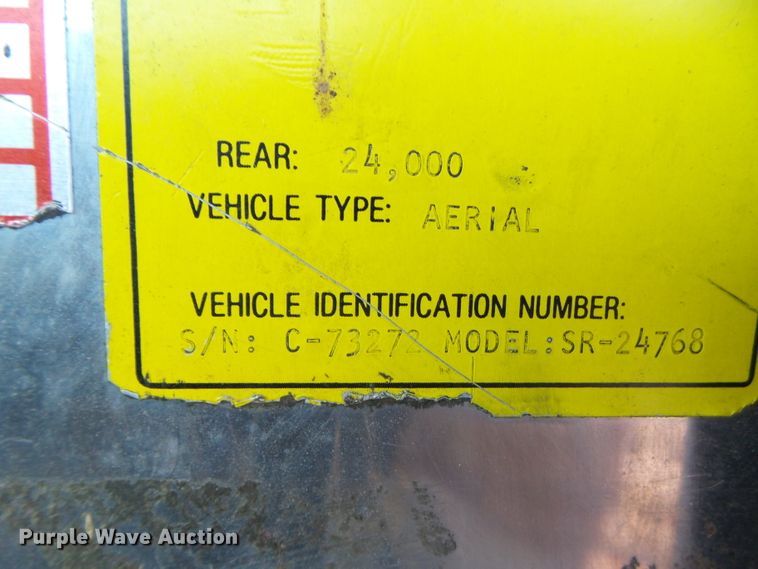 REAR: 24,000
VEHICLE TYPE: AERIAL
VEHICLE IDENTIFICATION NUMBER:
S/N: C-73272 MODEL:SR-24768
Purple Wave Auction